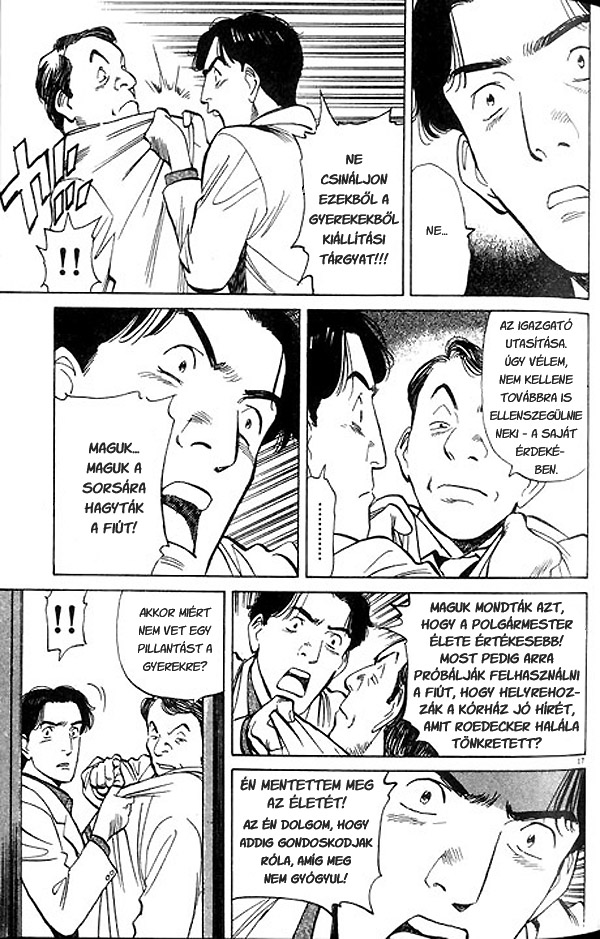 NE...
NE
CSINÁLJON
EZEKBŐL A
GYEREKEKBŐL
KIÁLLÍTÁSI
TÁRGYAT!!!
!!
AZ IGAZGATÓ
UTASÍTÁSA.
ÚGY VÉLEM,
NEM KELLENE
TOVÁBBRA IS
ELLENSZEGÜLNIE
NEKI - A SAJÁT
ÉRDEKÉ-
BEN.
.........
MAGUK...
MAGUK A
SORSÁRA
HAGYTÁK
A FIÚT!
MAGUK MONDTÁK AZT,
HOGY A POLGÁRMESTER
ÉLETE ÉRTÉKESEBB!
MOST PEDIG ARRA
PRÓBÁLJÁK FELHASZNÁLNI
A FIÚT, HOGY HELYREHOZ-
ZÁK A KÓRHÁZ JÓ HÍRÉT,
AMIT ROEDECKER HALÁLA
TÖNKRETETT?
17
ÉN MENTETTEM MEG
AZ ÉLETÉT!
AZ ÉN DOLGOM, HOGY
ADDIG GONDOSKODJAK
RÓLA, AMÍG MEG
NEM GYÓGYUL!
AKKOR MIÉRT
NEM VET EGY
PILLANTÁST A
GYEREKRE?
!!